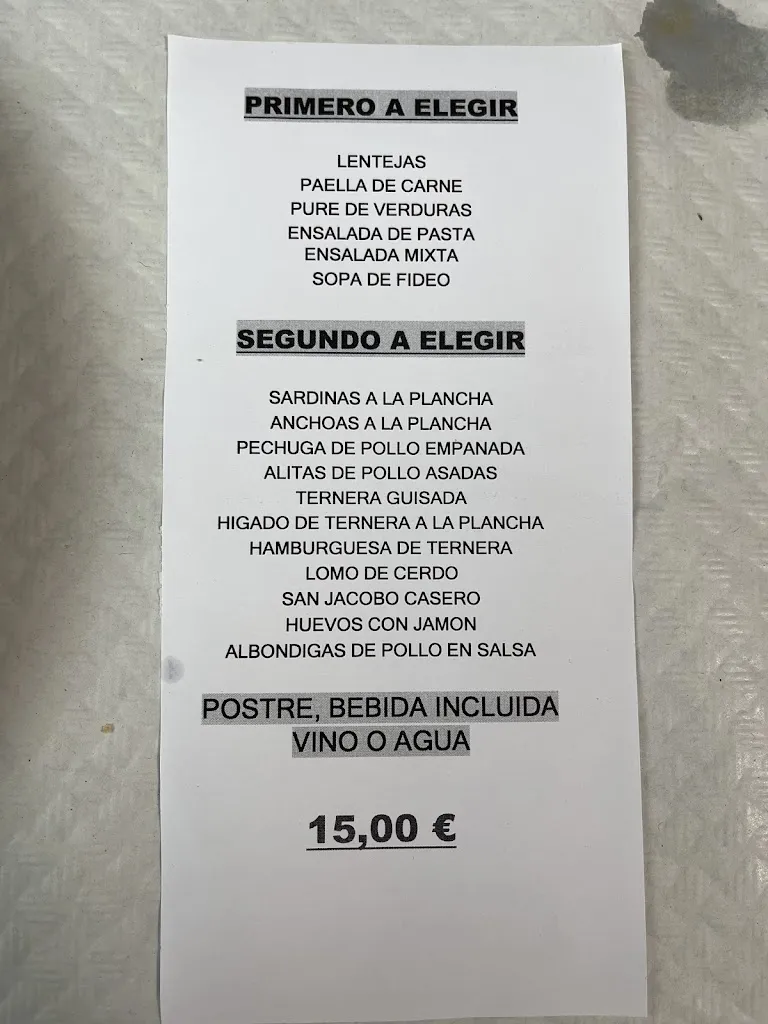 PRIMERO A ELEGIR
LENTEJAS
PAELLA DE CARNE
PURE DE VERDURAS
ENSALADA DE PASTA
ENSALADA MIXTA
SOPA DE FIDEO
SEGUNDO A ELEGIR
SARDINAS A LA PLANCHA
ANCHOAS A LA PLANCHA
PECHUGA DE POLLO EMPANADA
ALITAS DE POLLO ASADAS
TERNERA GUISADA
HIGADO DE TERNERA A LA PLANCHA
HAMBURGUESA DE TERNERA
LOMO DE CERDO
SAN JACOBO CASERO
HUEVOS CON JAMON
ALBONDIGAS DE POLLO EN SALSA
POSTRE, BEBIDA INCLUIDA
VINO O AGUA
15,00 €